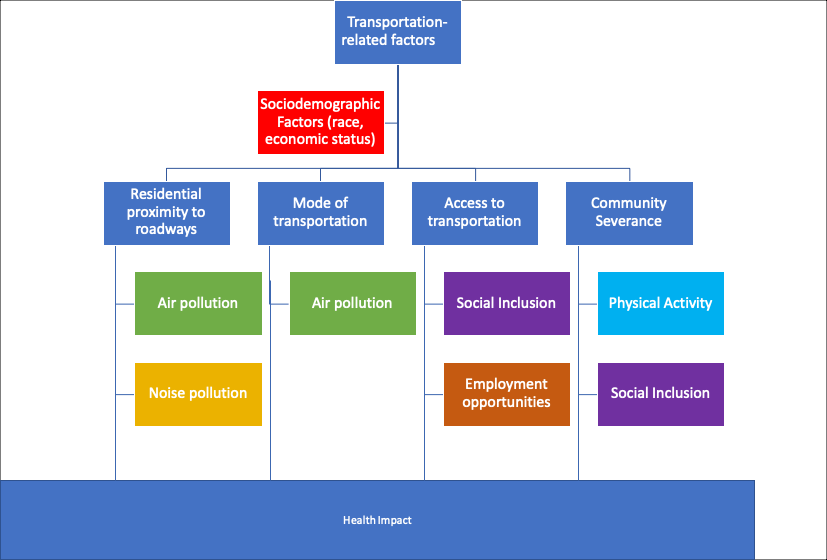 Transportation-
related factors
Sociodemographic
Factors (race,
economic status)
Residential
proximity to
roadways
Mode of
transportation
Access to
transportation
Community
Severance
Air pollution
Air pollution
Social Inclusion
Physical Activity
Noise pollution
Employment
opportunities
Social Inclusion
Health Impact